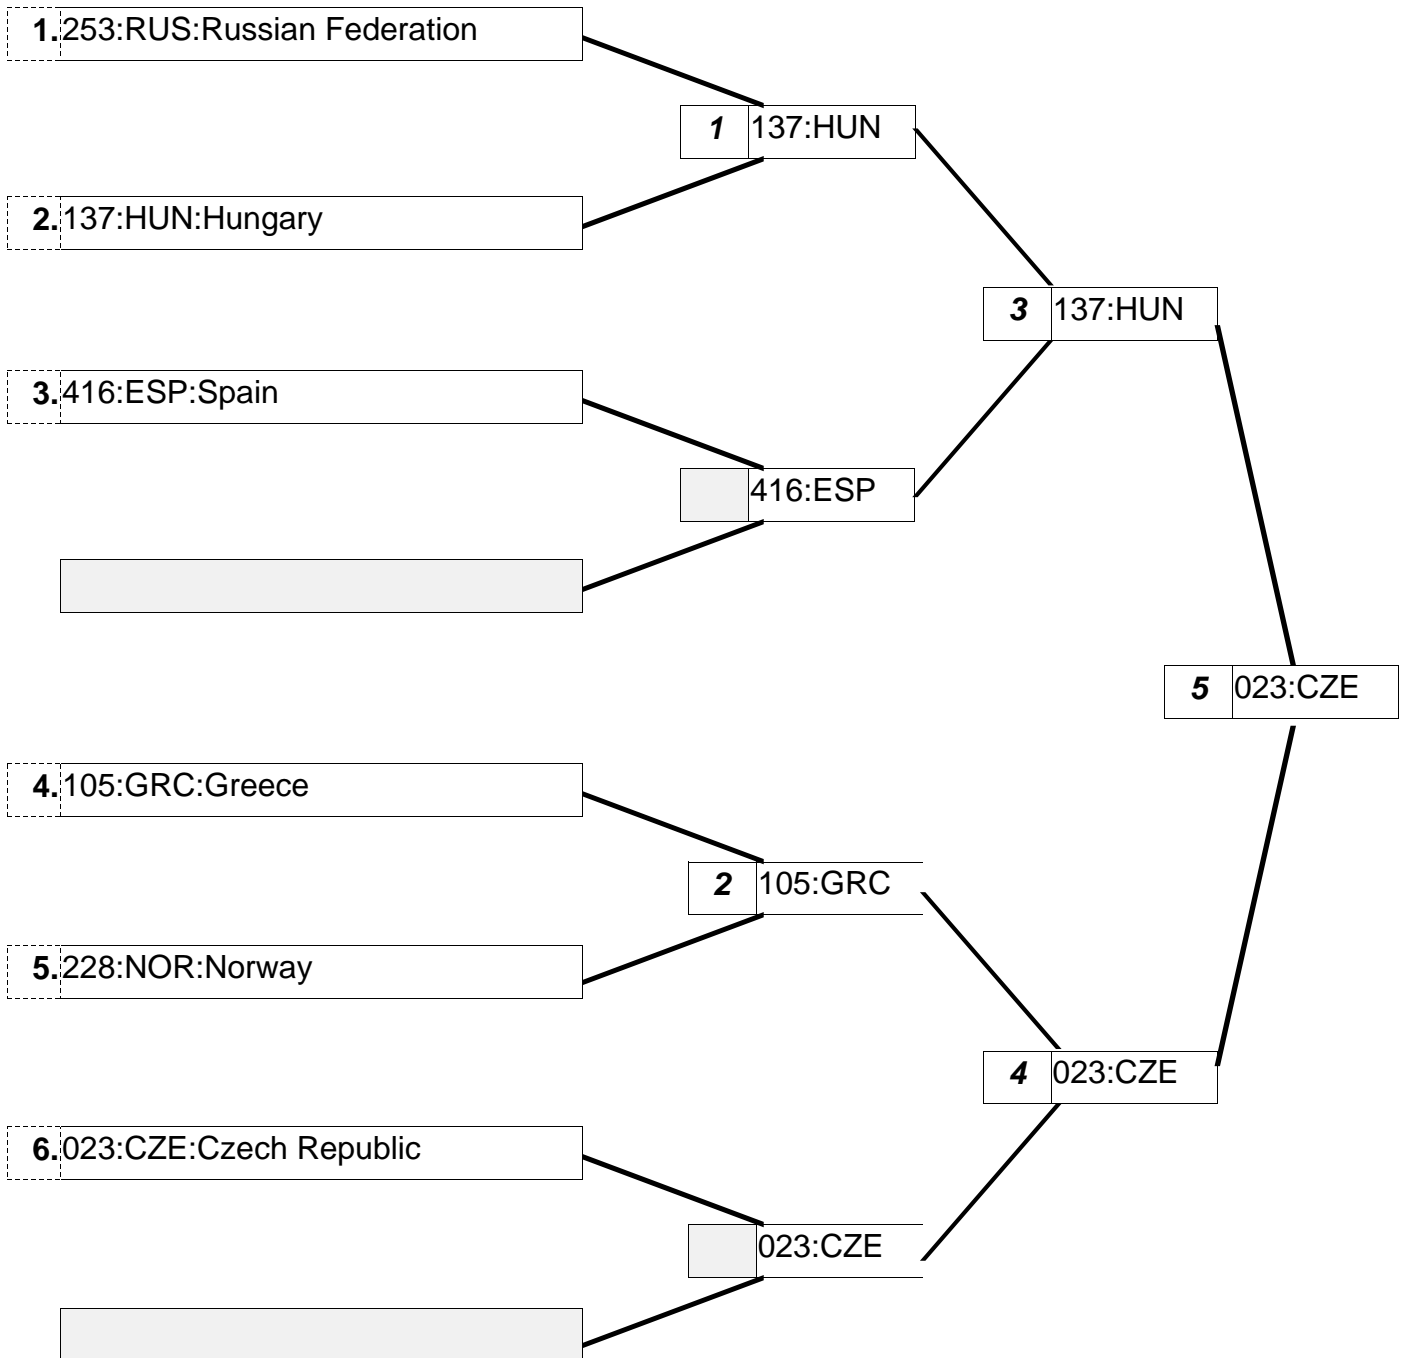 1. 253:RUS:Russian Federation
1 137:HUN
2. 137:HUN:Hungary
3 137:HUN
3. 416:ESP:Spain
416:ESP
5 023:CZE
4. 105:GRC:Greece
2 105:GRC
5. 228:NOR:Norway
4 023:CZE
6. 023:CZE:Czech Republic
023:CZE